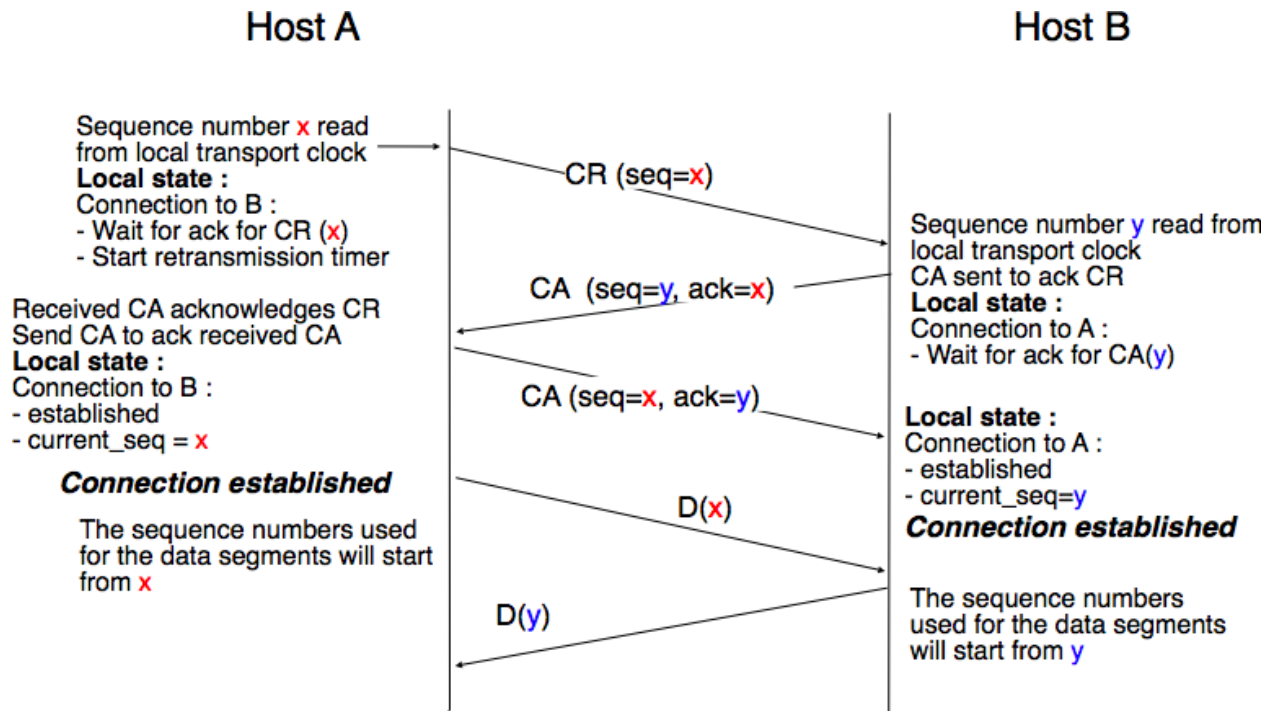 Host A
Host B
Sequence number x read
from local transport clock
Local state :
Connection to B :
- Wait for ack for CR (x)
- Start retransmission timer
CR (seq=x)
Sequence number y read from
local transport clock
CA sent to ack CR
Local state :
Connection to A :
- Wait for ack for CA(y)
CA (seq=y, ack=x)
Received CA acknowledges CR
Send CA to ack received CA
Local state :
Connection to B :
- established
- current_seq = x
Connection established
CA (seq=x, ack=y)
Local state :
Connection to A :
- established
- current_seq=y
Connection established
The sequence numbers used
for the data segments will start
from x
D(x)
D(y)
The sequence numbers
used for the data segments
will start from y